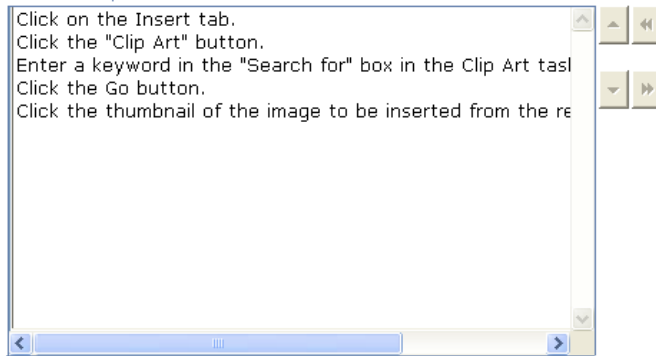 Click on the Insert tab.
Click the "Clip Art" button.
Enter a keyword in the "Search for" box in the Clip Art
Click the Go button.
Click the thumbnail of the image to be inserted from the